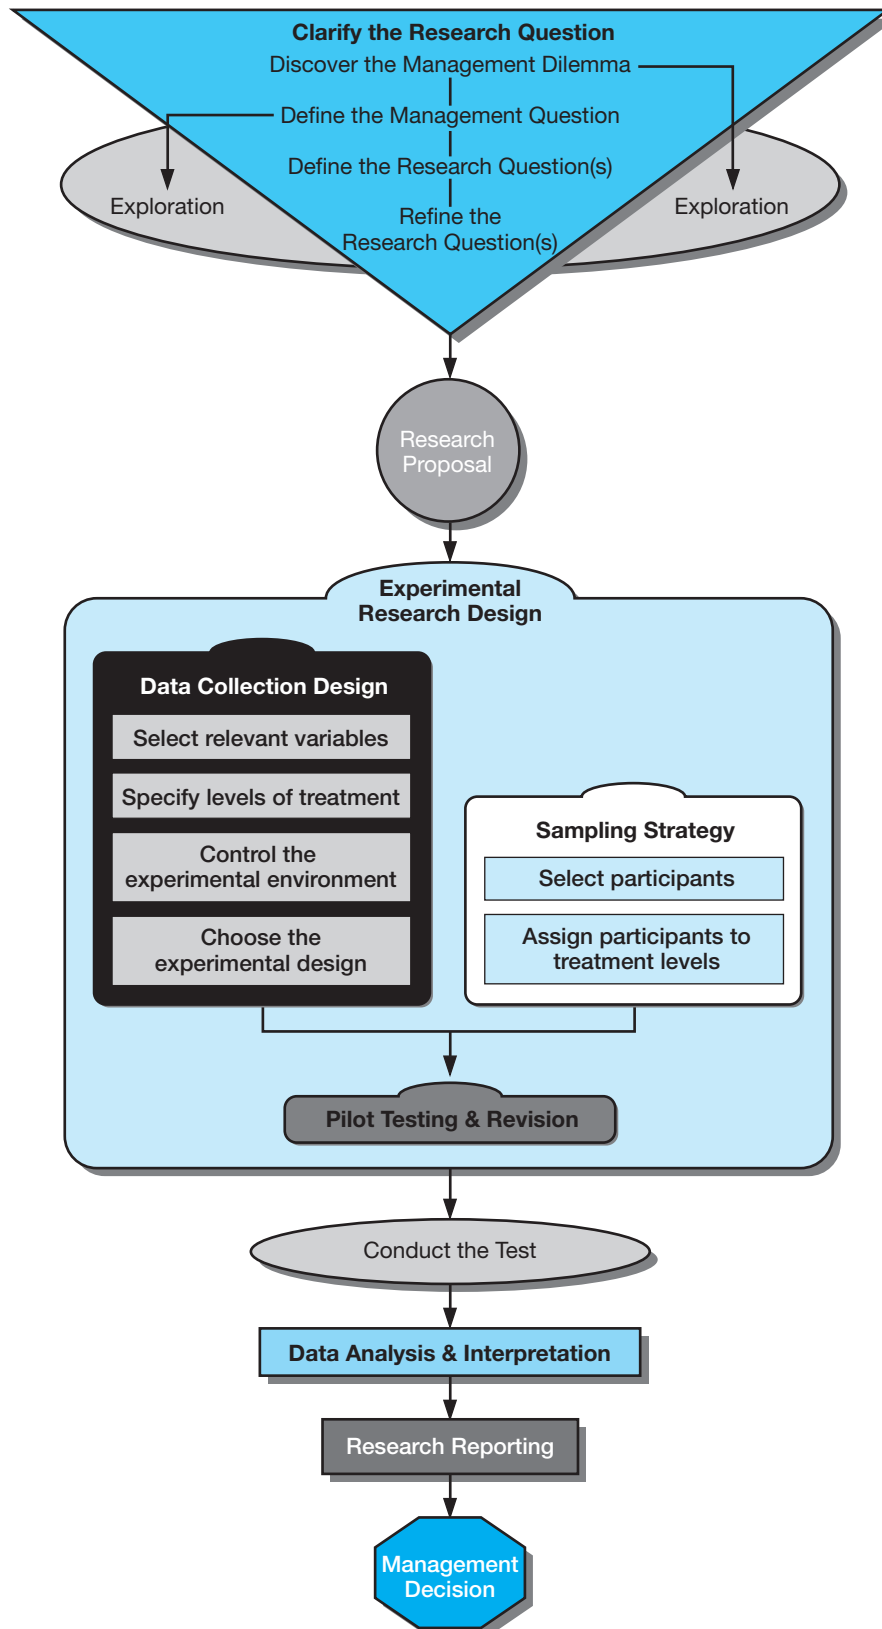 Clarify the Research Question
Discover the Management Dilemma
Define the Management Question
Define the Research Question(s)
Exploration
Refine the
Research Question(s)
Exploration
Research
Proposal
Experimental
Research Design
Data Collection Design
Select relevant variables
Specify levels of treatment
Control the
experimental environment
Choose the
experimental design
Sampling Strategy
Select participants
Assign participants to
treatment levels
Pilot Testing & Revision
Conduct the Test
Data Analysis & Interpretation
Research Reporting
Management
Decision